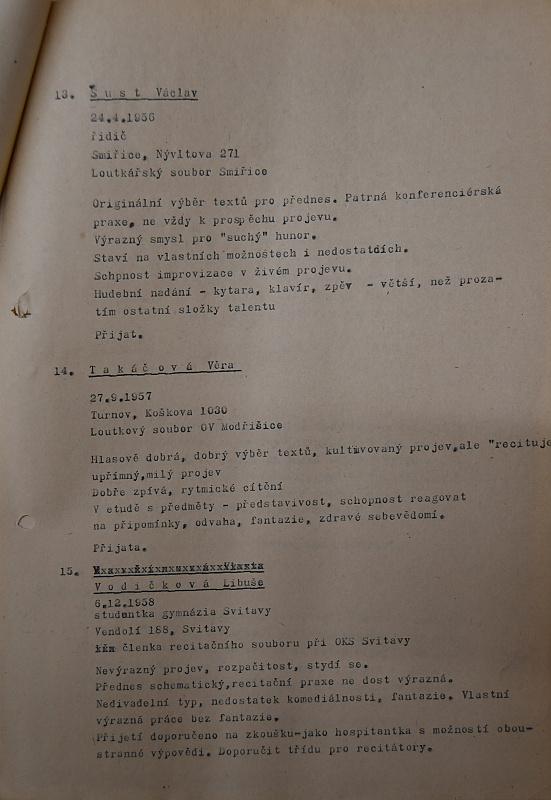 13. Š u s t  Václav
24.4.1956
řidič
Smiřice, Nývltova 271
Loutkářský soubor Smiřice
Originální výběr textů pro přednes. Patrná konferenciérská
praxe, ne vždy k prospěchu projevu.
Výrazný smysl pro "suchý" humor.
Staví na vlastních možnostech i nedostatcích.
Schpnost improvizace v živém projevu.
Hudební nadání - kytara, klavír, zpěv - větší, než proza-
tím ostatní složky talentu
Přijat.
14. T a k á č o v á  Věra
27.9.1957
Turnov, Koškova 1030
Loutkový soubor OV Modřišice
Hlasově dobrá, dobrý výběr textů, kultivovaný projev,ale "recituje
upřímný,milý projev
Dobře zpívá, rytmické cítění
V etudě s předměty - představivost, schopnost reagovat
na připomínky, odvaha, fantazie, zdravé sebevědomí.
Přijata.
15.
V o d i č k o v á  Libuše
6.12.1958
studentka gymnázia Svitavy
Vendolí 188, Svitavy
členka recitačního souboru při OKS Svitavy
Nevýrazný projev, rozpačitost, stydí se.
Přednes schematický,recitační praxe ne dost výrazná.
Nedivadelní typ, nedostatek komediálnosti, fantazie. Vlastní
výrazná práce bez fantazie.
Přijetí doporučeno na zkoušku-jako hospitantka s možností obou-
stranné výpovědi. Doporučit třídu pro recitátory.